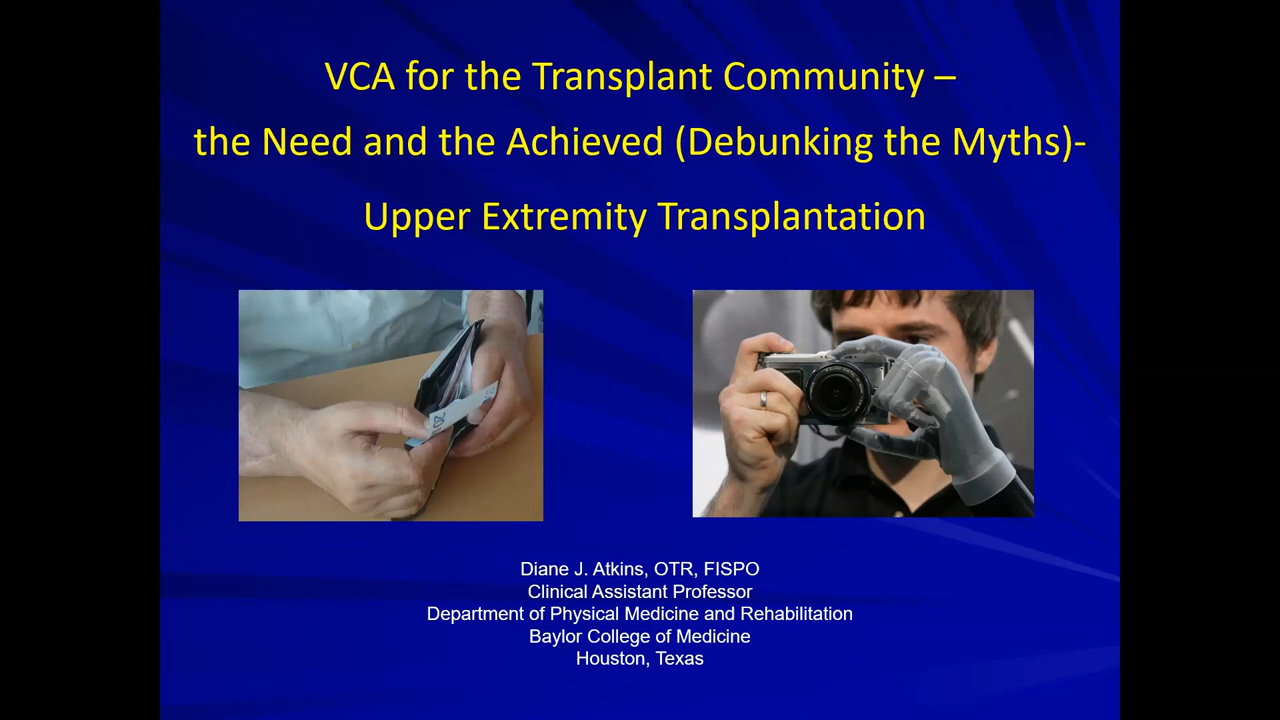 VCA for the Transplant Community –
the Need and the Achieved (Debunking the Myths)-
Upper Extremity Transplantation
20
Diane J. Atkins, OTR, FISPO
Clinical Assistant Professor
Department of Physical Medicine and Rehabilitation
Baylor College of Medicine
Houston, Texas